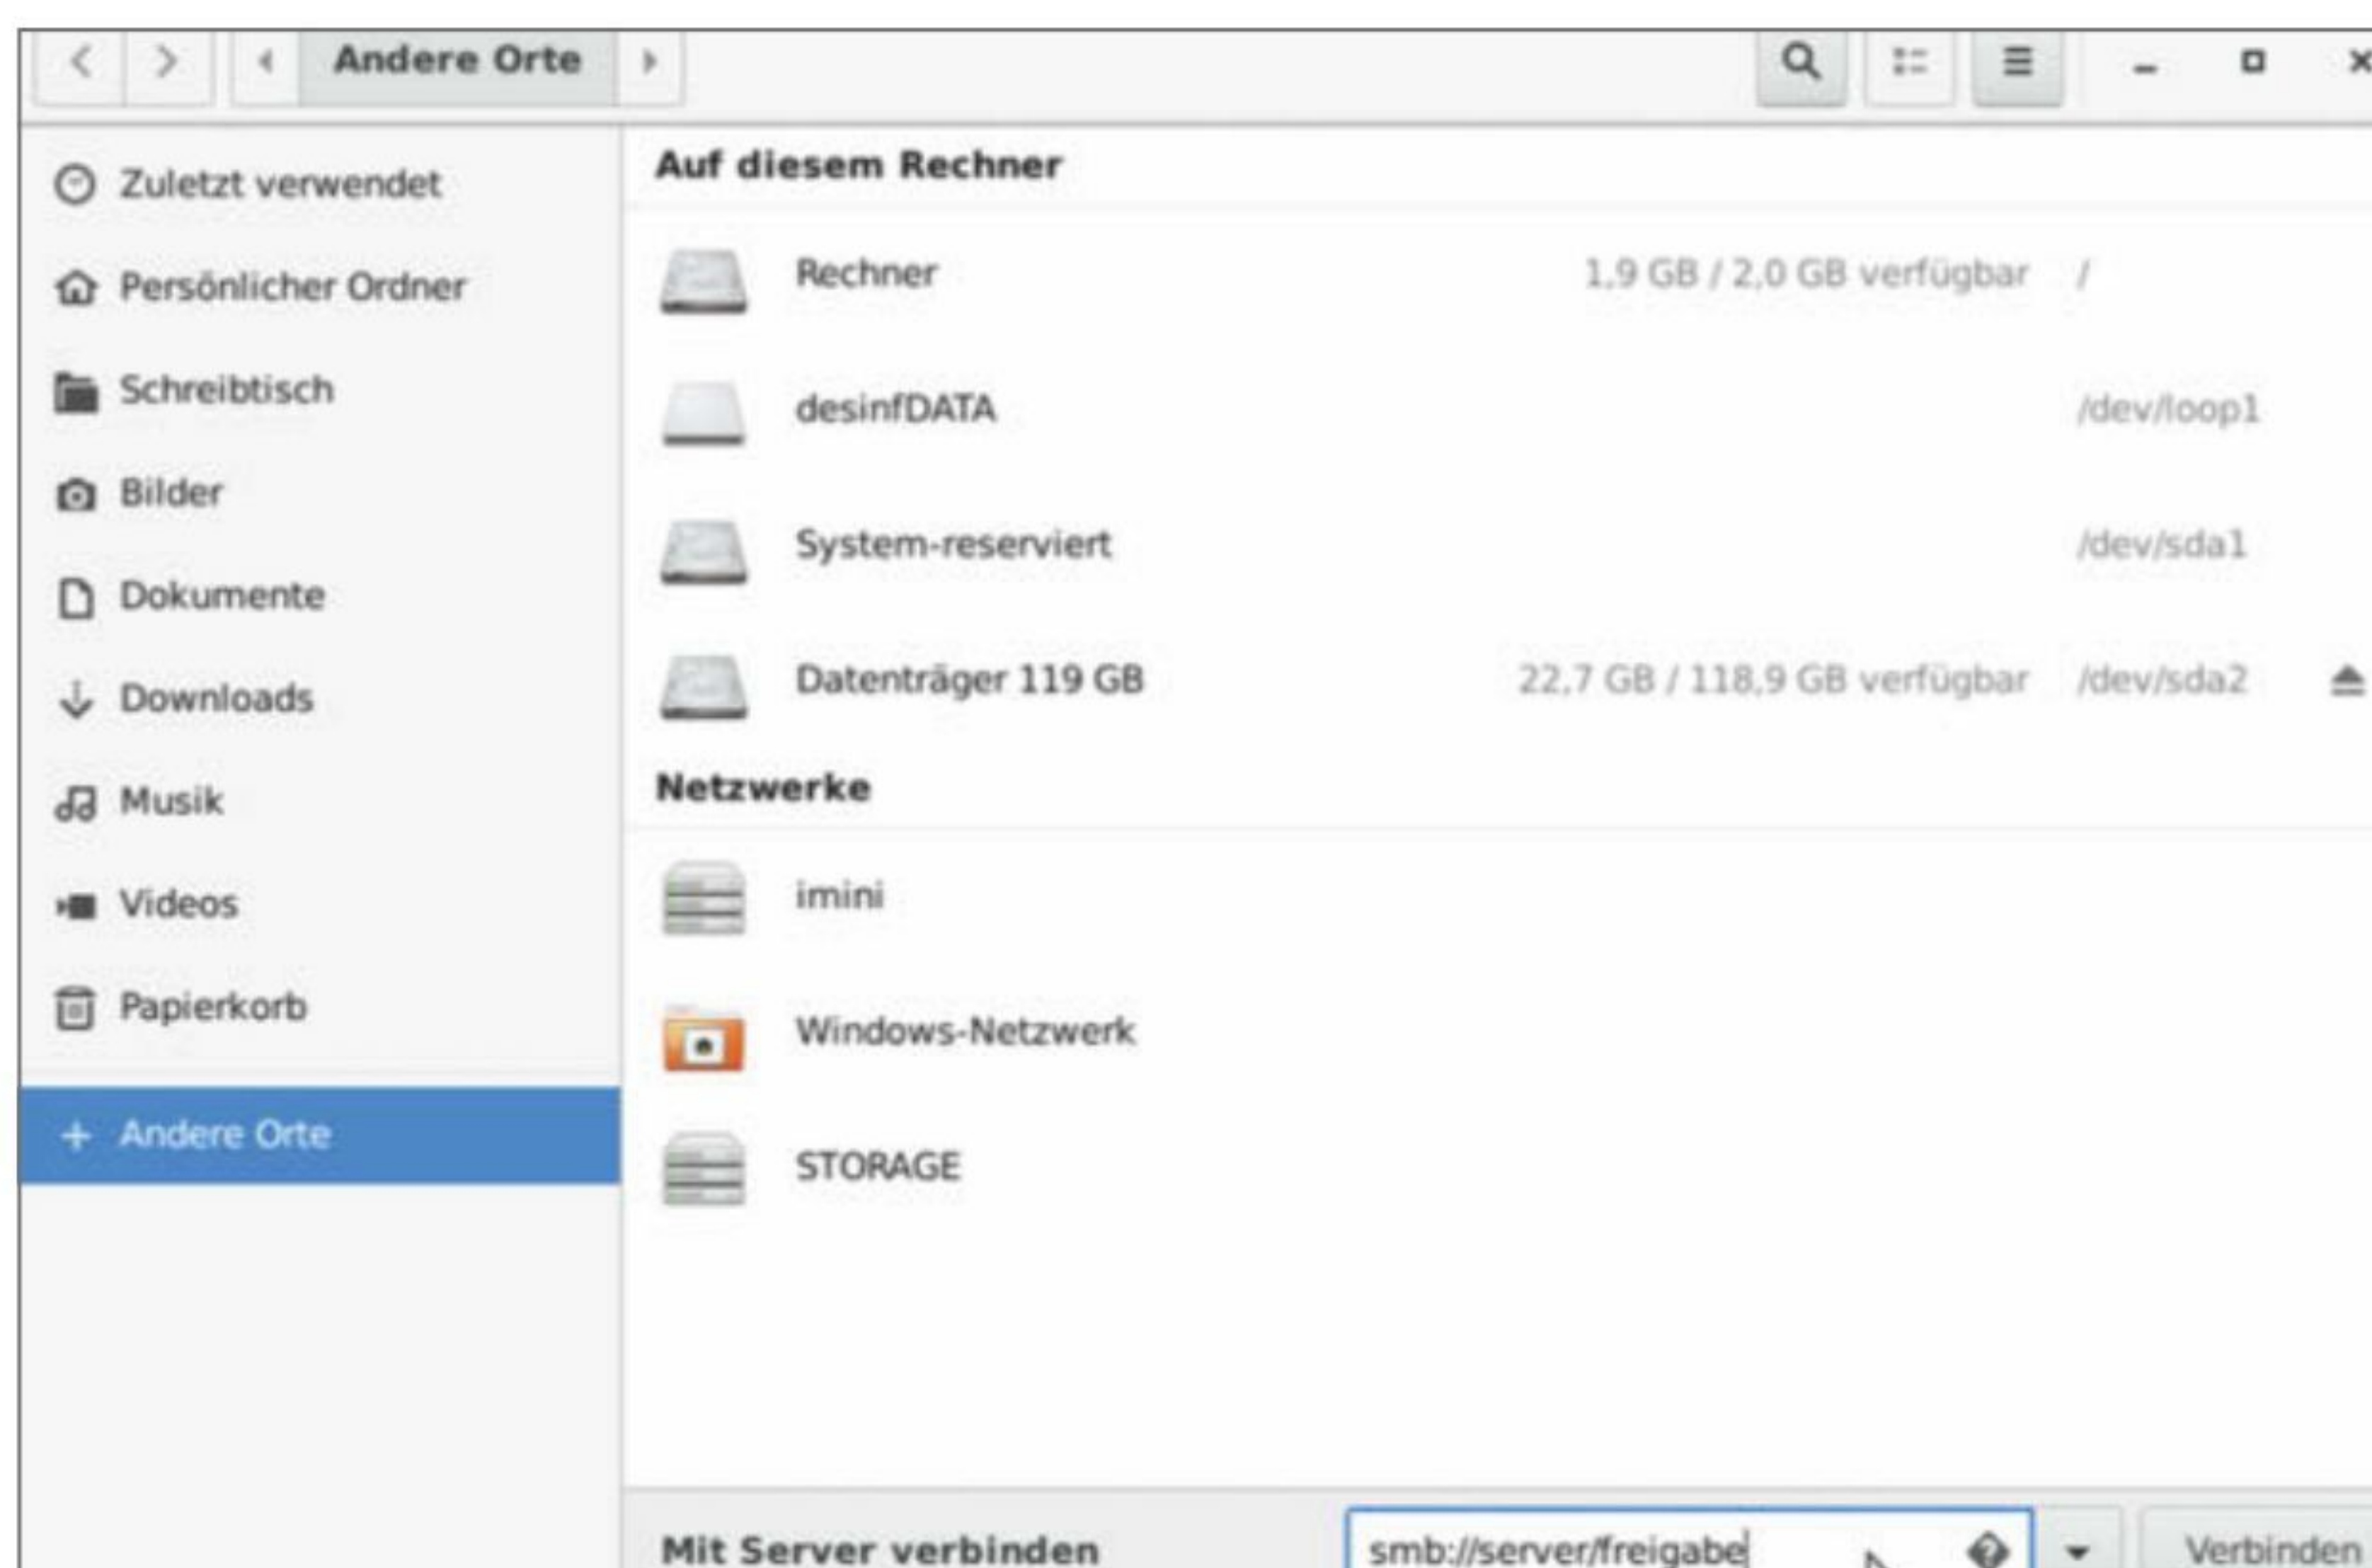 Andere Orte
Zuletzt verwendet
Persönlicher Ordner
Schreibtisch
Bilder
Dokumente
Downloads
Musik
Videos
Papierkorb
+ Andere Orte
Auf diesem Rechner
Rechner 1,9 GB / 2,0 GB verfügbar /
desinfDATA /dev/loop1
System-reserviert /dev/sda1
Datenträger 119 GB 22,7 GB / 118,9 GB verfügbar /dev/sda2
Netzwerke
imini
Windows-Netzwerk
STORAGE
Mit Server verbinden smb://server/freigabe Verbinden